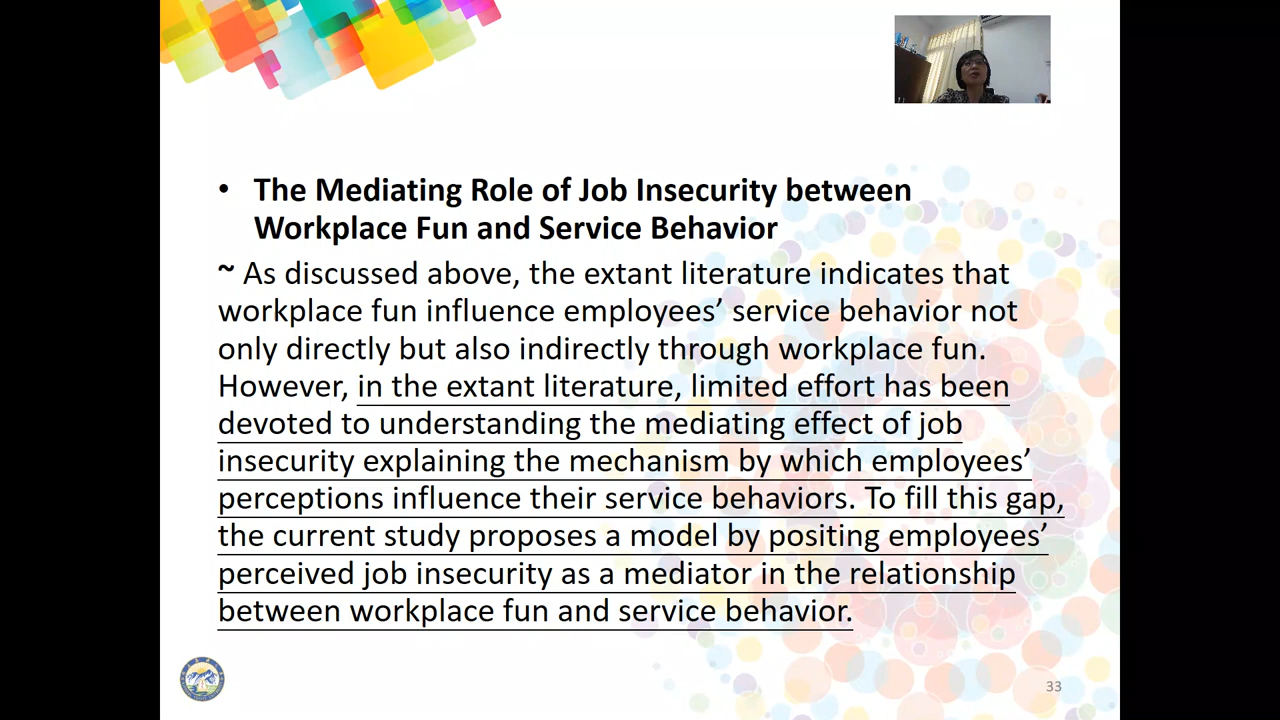 • The Mediating Role of Job Insecurity between
Workplace Fun and Service Behavior
~ As discussed above, the extant literature indicates that
workplace fun influence employees’ service behavior not
only directly but also indirectly through workplace fun.
However, in the extant literature, limited effort has been
devoted to understanding the mediating effect of job
insecurity explaining the mechanism by which employees’
perceptions influence their service behaviors. To fill this gap,
the current study proposes a model by positing employees’
perceived job insecurity as a mediator in the relationship
between workplace fun and service behavior.
33